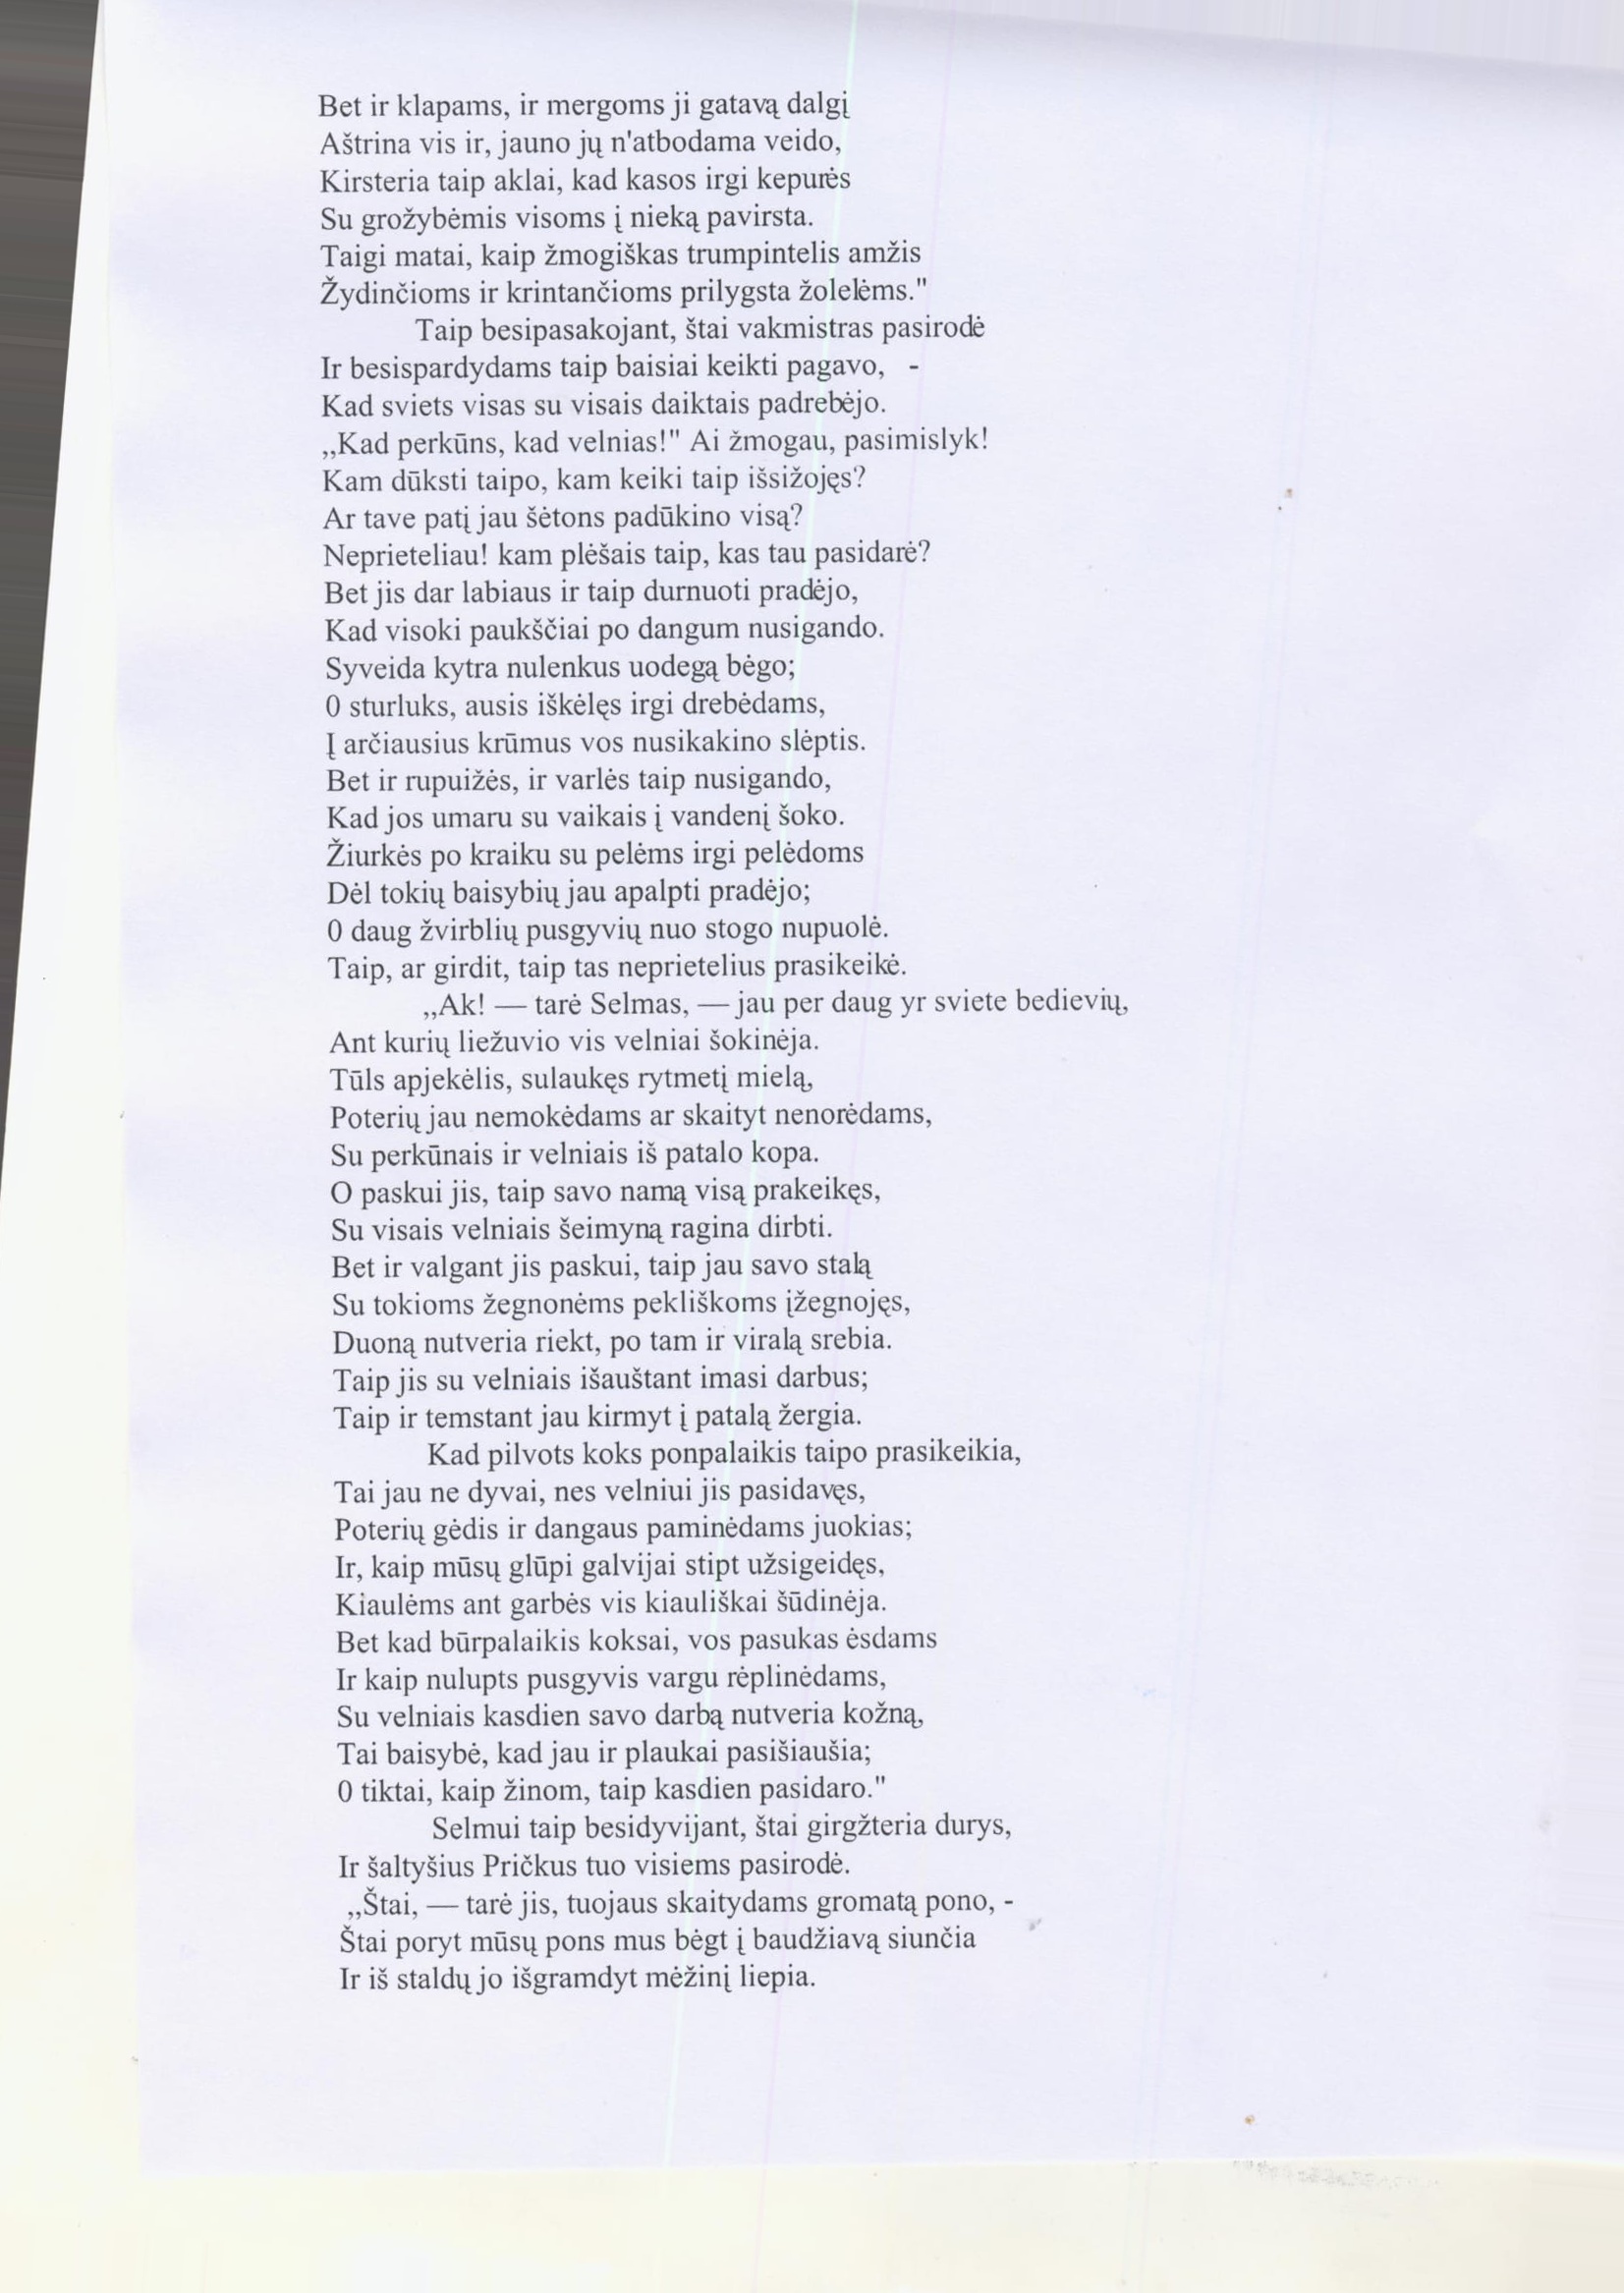 Bet ir klapams, ir mergoms ji gatavą dalgį
Aštrina vis ir, jauno jų n'atbodama veido,
Kirsteria taip aklai, kad kasos irgi kepurės
Su grožybėmis visoms į nieką pavirsta.
Taigi matai, kaip žmogiškas trumpintelis amžis
Žydinčioms ir krintančioms prilygsta žolelėms."
Taip besipasakojant, štai vakmistras pasirodė
Ir besispardydams taip baisiai keikti pagavo, -
Kad sviets visas su visais daiktais padrebėjo.
„Kad perkūns, kad velnias!" Ai žmogau, pasimislyk!
Kam dūksti taipo, kam keiki taip išsižojęs?
Ar tave patį jau šėtons padūkino visą?
Neprieteliau! kam plėšais taip, kas tau pasidarė?
Bet jis dar labiaus ir taip durnuoti pradėjo,
Kad visoki paukščiai po dangum nusigando.
Syveida kytra nulenkus uodegą bėgo;
0 sturluks, ausis iškėlęs irgi drebėdams,
Į arčiausius krūmus vos nusikakino slėptis.
Bet ir rupuižės, ir varlės taip nusigando,
Kad jos umaru su vaikais į vandenį šoko.
Žiurkės po kraiku su pelėms irgi pelėdoms
Dėl tokių baisybių jau apalpti pradėjo;
0 daug žvirblių pusgyvių nuo stogo nupuolė.
Taip, ar girdit, taip tas neprietelius prasikeikė.
„Ak! — tarė Selmas, — jau per daug yr sviete bedievių,
Ant kurių liežuvio vis velniai šokinėja.
Tūls apjekėlis, sulaukęs rytmetį mielą,
Poterių jau nemokėdams ar skaityt nenorėdams,
Su perkūnais ir velniais iš patalo kopa.
O paskui jis, taip savo namą visą prakeikęs,
Su visais velniais šeimyną ragina dirbti.
Bet ir valgant jis paskui, taip jau savo stalą
Su tokioms žegnonėms pekliškoms įžegnojęs,
Duoną nutveria riekt, po tam ir viralą srebia.
Taip jis su velniais išauštant imasi darbus;
Taip ir temstant jau kirmyt į patalą žergia.
Kad pilvots koks ponpalaikis taipo prasikeikia,
Tai jau ne dyvai, nes velniui jis pasidavęs,
Poterių gėdis ir dangaus paminėdams juokias;
Ir, kaip mūsų glūpi galvijai stipt užsigeidęs,
Kiaulėms ant garbės vis kiauliškai šūdinėja.
Bet kad būrpalaikis koksai, vos pasukas ėsdams
Ir kaip nulupts pusgyvis vargu rėplinėdams,
Su velniais kasdien savo darbą nutveria kožną,
Tai baisybė, kad jau ir plaukai pasišiaušia;
0 tiktai, kaip žinom, taip kasdien pasidaro."
Selmui taip besidyvijant, štai girgžteria durys,
Ir šaltyšius Pričkus tuo visiems pasirodė.
„Štai, — tarė jis, tuojaus skaitydams gromatą pono, -
Štai poryt mūsų pons mus bėgt į baudžiavą siunčia
Ir iš staldų jo išgramdyt mėžinį liepia.